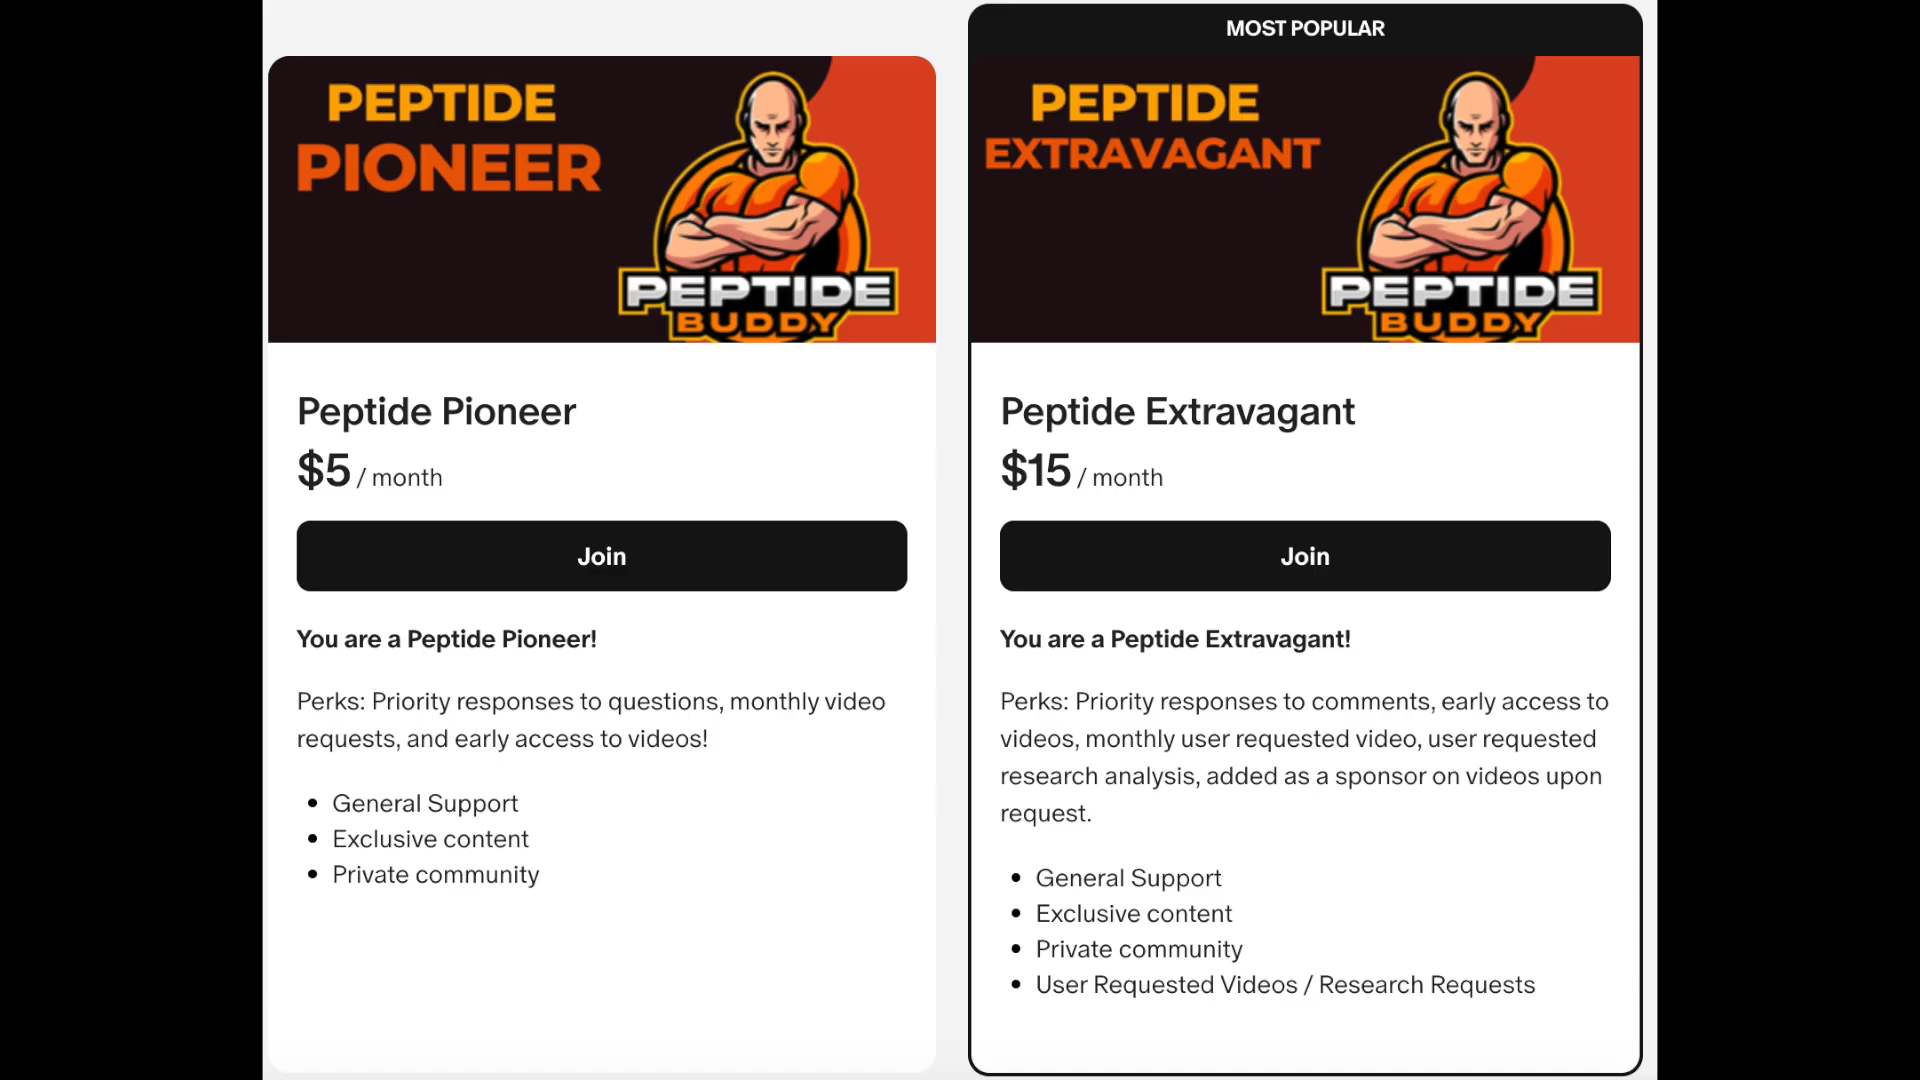 PEPTIDE
PIONEER
PEPTIDE
BUDDY
Peptide Pioneer
$5 / month
Join
You are a Peptide Pioneer!
Perks: Priority responses to questions, monthly video
requests, and early access to videos!
• General Support
• Exclusive content
• Private community
MOST POPULAR
PEPTIDE
EXTRAVAGANT
PEPTIDE
BUDDY
Peptide Extravagant
$15 / month
Join
You are a Peptide Extravagant!
Perks: Priority responses to comments, early access to
videos, monthly user requested video, user requested
research analysis, added as a sponsor on videos upon
request.
• General Support
• Exclusive content
• Private community
• User Requested Videos / Research Requests